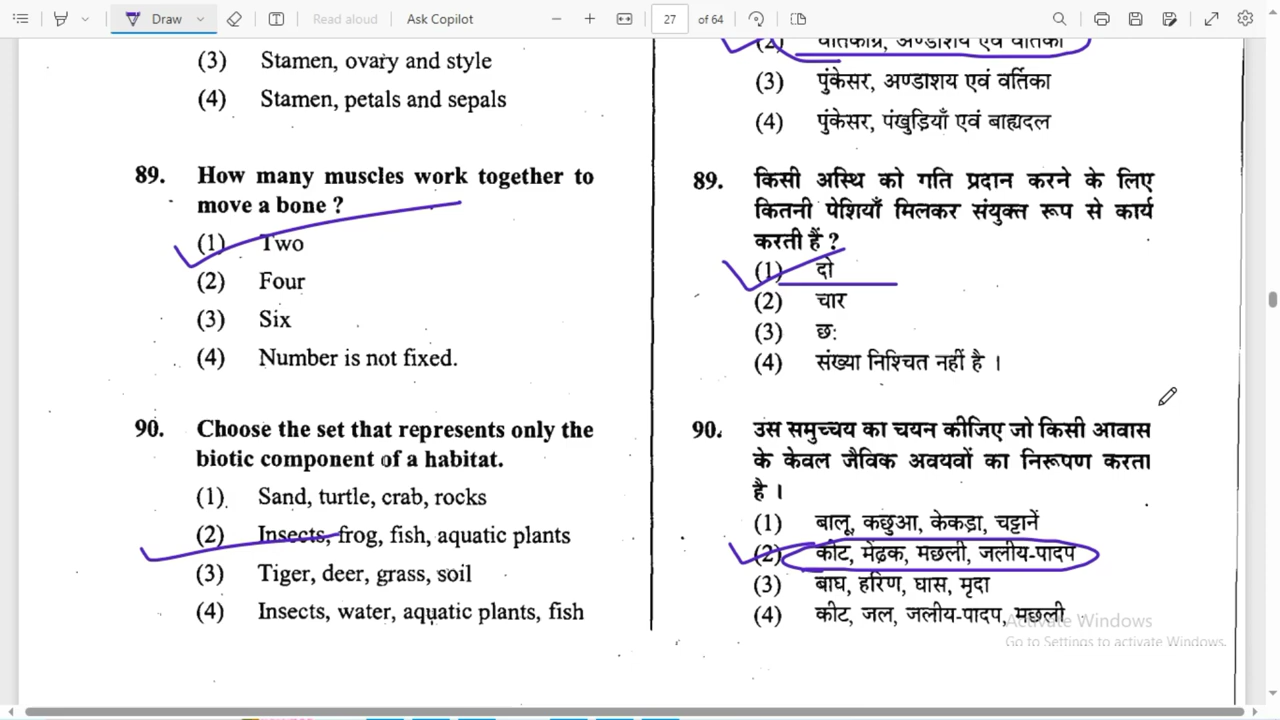 Draw
Read aloud
Ask Copilot
27
of 64
(3) Stamen, ovary and style
(4) Stamen, petals and sepals
89. How many muscles work together to
move a bone ?
(1) Two
(2) Four
(3) Six
(4) Number is not fixed.
90. Choose the set that represents only the
biotic component of a habitat.
(1) Sand, turtle, crab, rocks
(2) Insects, frog, fish, aquatic plants
(3) Tiger, deer, grass, soil
(4) Insects, water, aquatic plants, fish
(2) वर्तिकाग्र, अण्डाशय एवं वर्तिका
(3) पुंकेसर, अण्डाशय एवं वर्तिका
(4) पुंकेसर, पंखुड़ियाँ एवं बाह्यदल
89. किसी अस्थि को गति प्रदान करने के लिए
कितनी पेशियाँ मिलकर संयुक्त रूप से कार्य
करती हैं ?
(1) दो
(2) चार
(3) छः
(4) संख्या निश्चित नहीं है ।
90. उस समुच्चय का चयन कीजिए जो किसी आवास
के केवल जैविक अवयवों का निरूपण करता
है ।
(1) बालू, कछुआ, केकड़ा, चट्टानें
(2) कीट, मेंढ़क, मछली, जलीय-पादप
(3) बाघ, हरिण, घास, मृदा
(4) कीट, जल, जलीय-पादप, मछली
Activate Windows
Go to Settings to activate Windows.